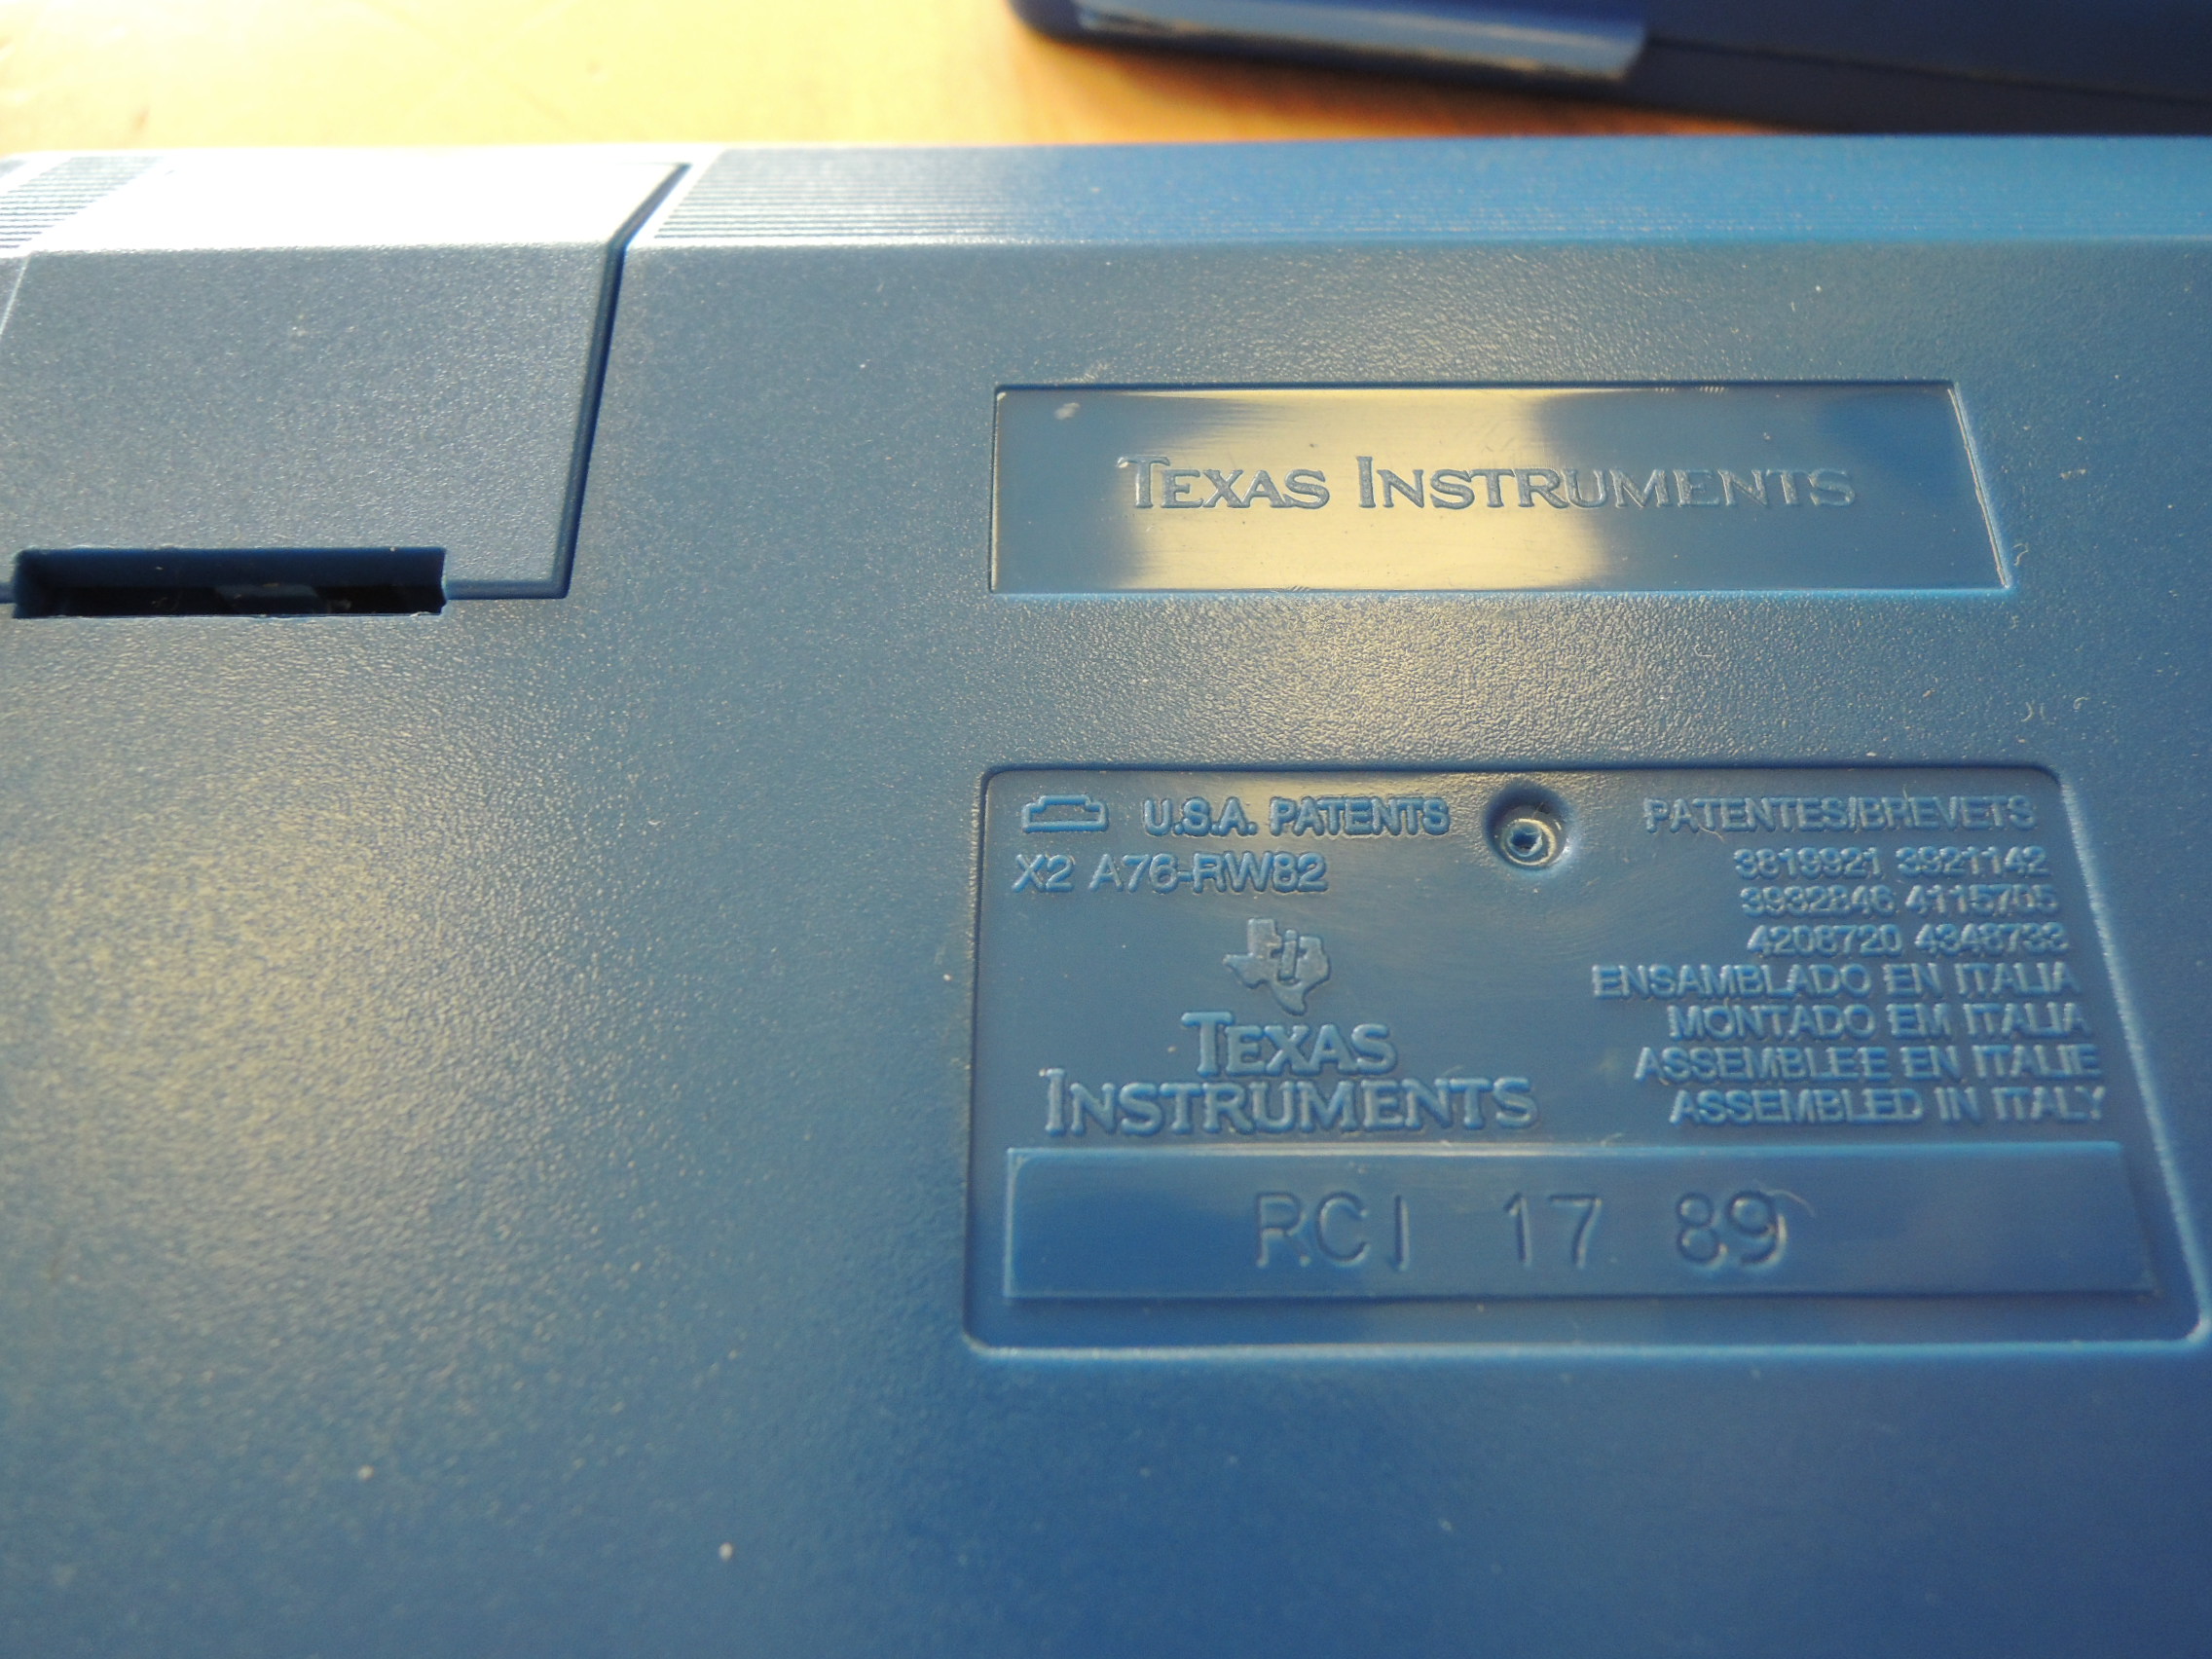 TEXAS INSTRUMENTS
U.S.A. PATENTS
X2 A76-RW82
TEXAS
INSTRUMENTS
PATENTES/BREVETS
3819921 3921142
3932846 4115705
4208720 4348733
ENSAMBLADO EN ITALIA
MONTADO EM ITALIA
ASSEMBLEE EN ITALIE
ASSEMBLED IN ITALY
RCI 17 89